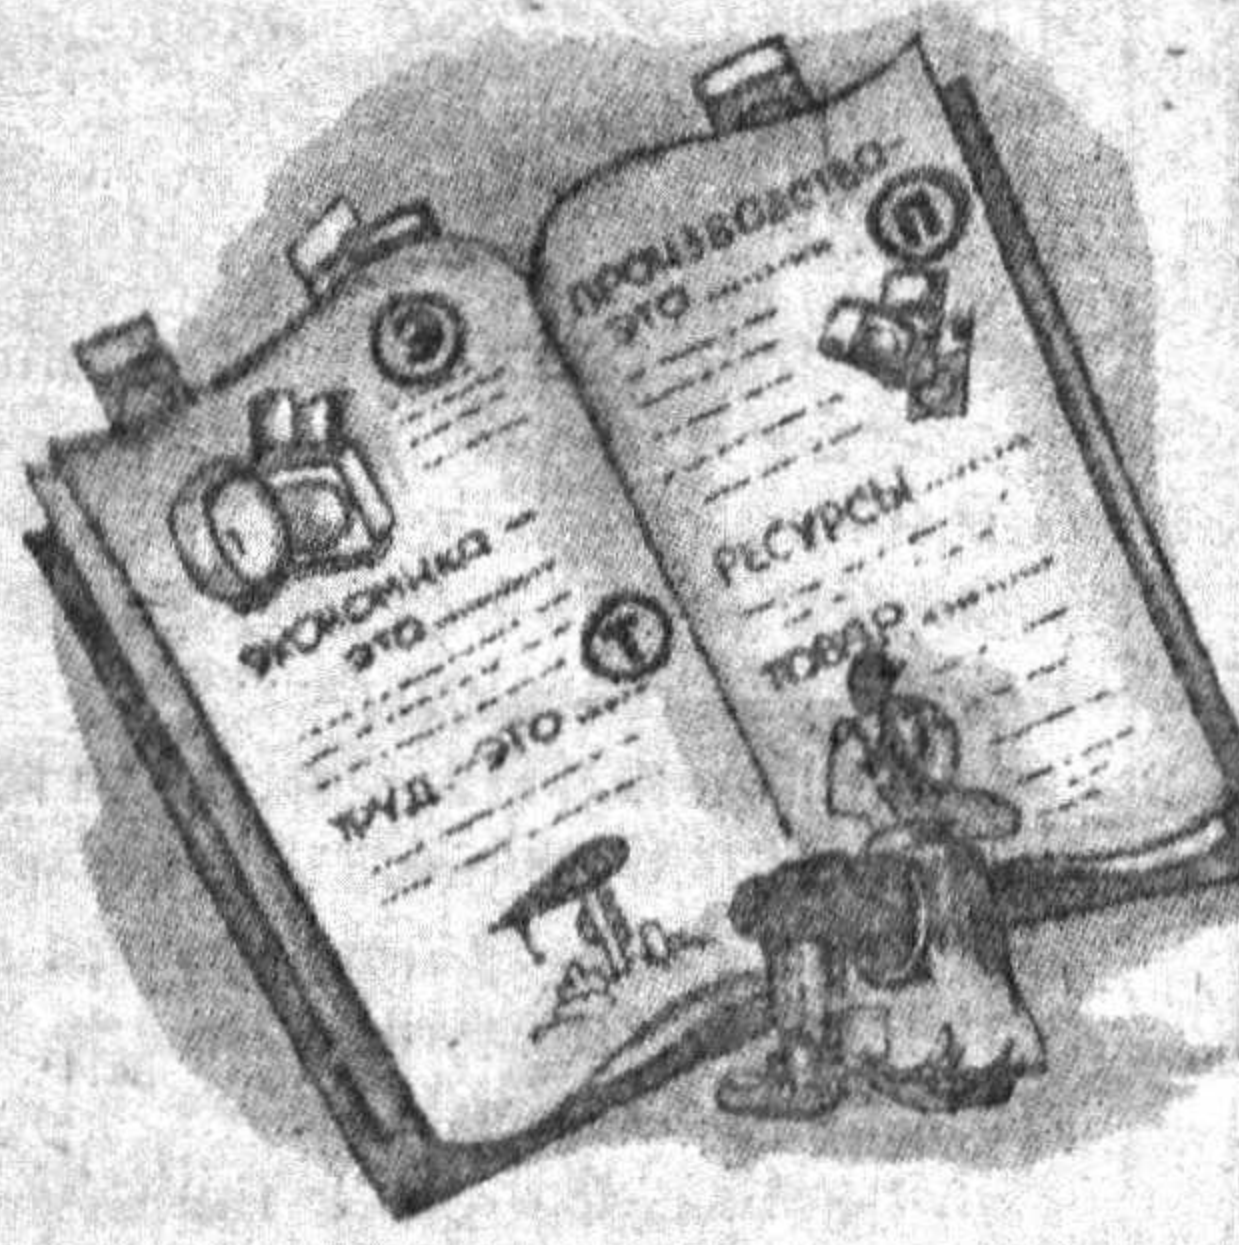 Э
ЭКОНОМИКА —
ЭТО
Т
ТРУД — ЭТО
ПРОИЗВОДСТВО-
П
ЭТО
РЕСУРСЫ
ТОВАР